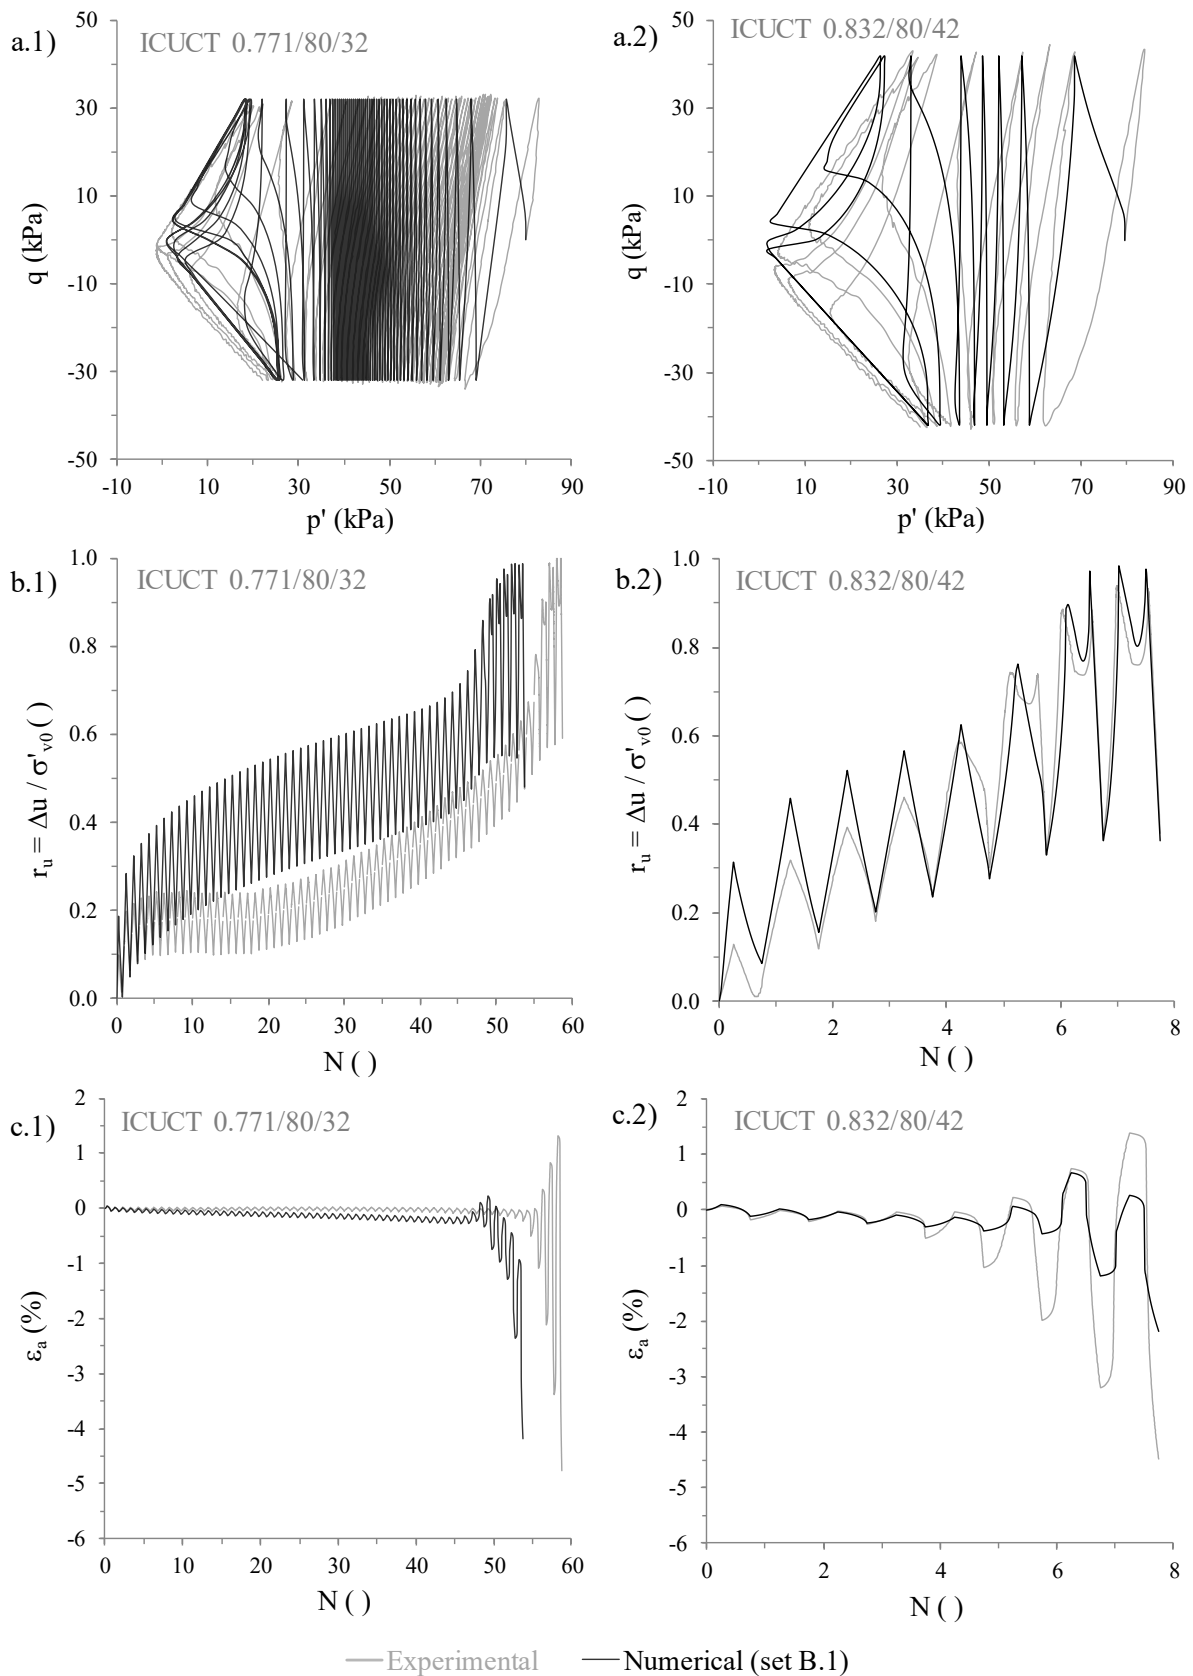 a.1)
ICUCT 0.771/80/32
50
30
10
-10
-30
-50
q (kPa)
-10 10 30 50 70 90
p' (kPa)
a.2)
ICUCT 0.832/80/42
50
30
10
-10
-30
-50
q (kPa)
-10 10 30 50 70 90
p' (kPa)
b.1)
ICUCT 0.771/80/32
1.0
0.8
0.6
0.4
0.2
0.0
r_u = Δu / σ'_v0 ( )
0 10 20 30 40 50 60
N ( )
b.2)
ICUCT 0.832/80/42
1.0
0.8
0.6
0.4
0.2
0.0
r_u = Δu / σ'_v0 ( )
0 2 4 6 8
N ( )
c.1)
ICUCT 0.771/80/32
2
1
0
-1
-2
-3
-4
-5
-6
ε_a (%)
0 10 20 30 40 50 60
N ( )
c.2)
ICUCT 0.832/80/42
2
1
0
-1
-2
-3
-4
-5
-6
ε_a (%)
0 2 4 6 8
N ( )
Experimental Numerical (set B.1)